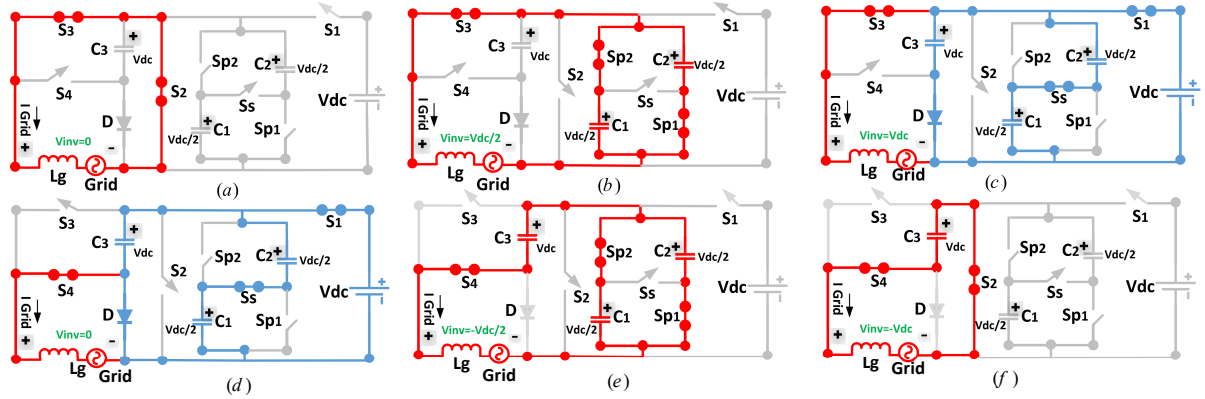 S3
C3
+
Vdc
S1
Sp2
C2
+
Vdc/2
S4
S2
Ss
Vdc
+
I Grid
D
+
C1
Vdc/2
Sp1
Vinv=0
+
-
Lg
Grid
(a)
S3
C3
+
Vdc
S1
Sp2
C2
+
Vdc/2
S4
S2
Ss
Vdc
+
I Grid
D
+
C1
Vdc/2
Sp1
Vinv=Vdc/2
+
-
Lg
Grid
(b)
S3
C3
+
Vdc
S1
Sp2
C2
+
Vdc/2
S4
S2
Ss
Vdc
+
I Grid
D
+
C1
Vdc/2
Sp1
Vinv=Vdc
+
-
Lg
Grid
(c)
S3
C3
+
Vdc
S1
Sp2
C2
+
Vdc/2
S4
S2
Ss
Vdc
+
I Grid
D
+
C1
Vdc/2
Sp1
Vinv=0
+
-
Lg
Grid
(d)
S3
C3
+
Vdc
S1
Sp2
C2
+
Vdc/2
S4
S2
Ss
Vdc
+
I Grid
D
+
C1
Vdc/2
Sp1
Vinv=-Vdc/2
+
-
Lg
Grid
(e)
S3
C3
+
Vdc
S1
Sp2
C2
+
Vdc/2
S4
S2
Ss
Vdc
+
I Grid
D
+
C1
Vdc/2
Sp1
Vinv=-Vdc
+
-
Lg
Grid
(f)